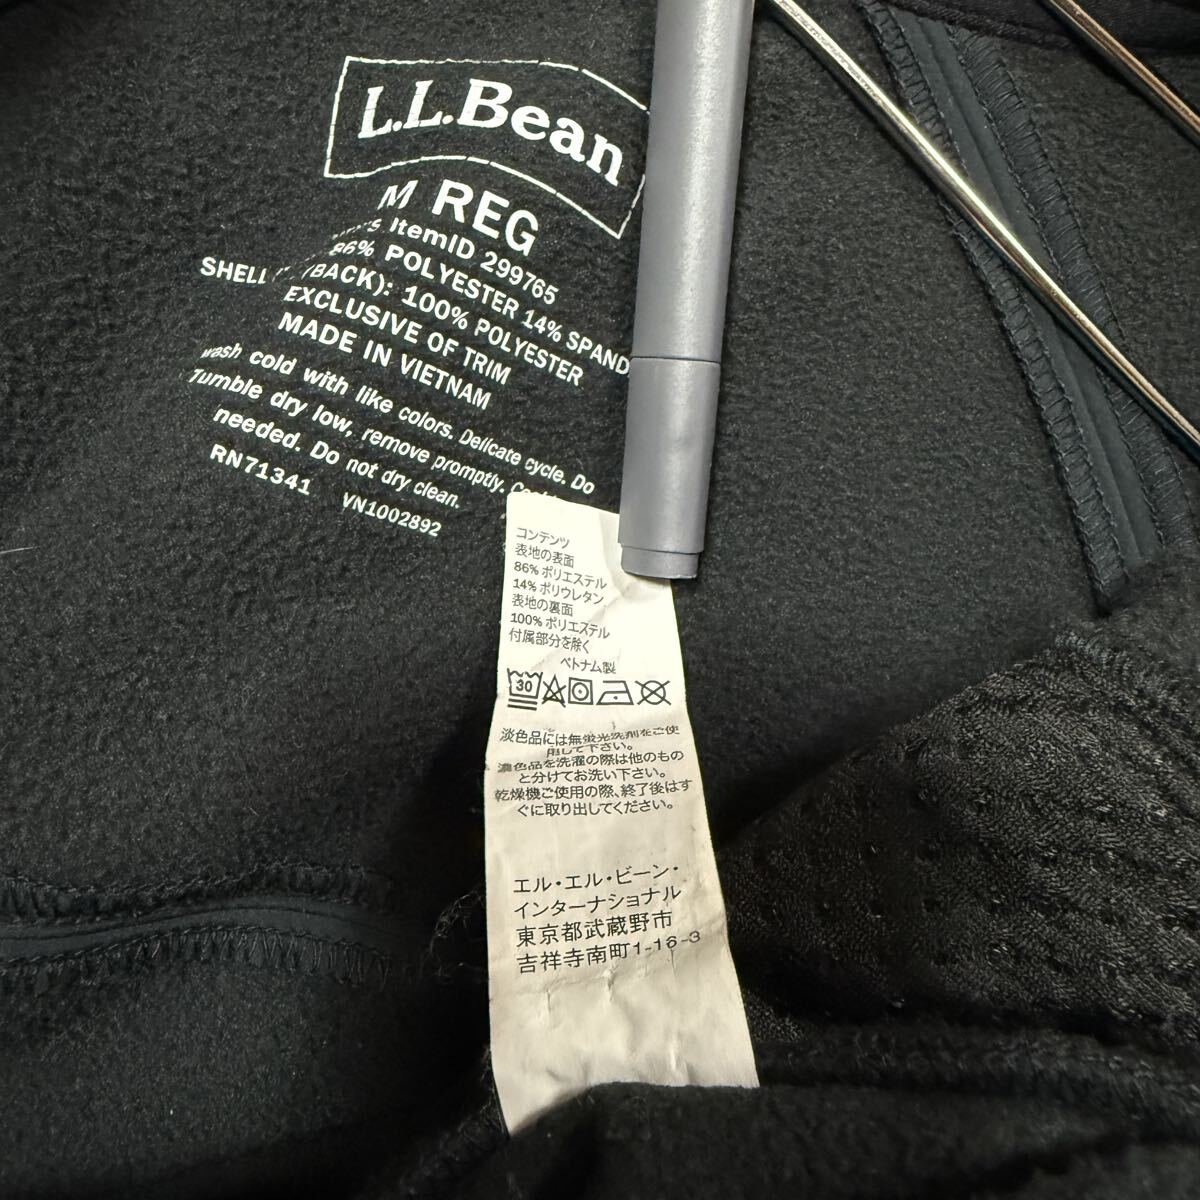 L.L.Bean
M REG
ItemID 299765
86% POLYESTER 14% SPAND
SHELL (BACK): 100% POLYESTER
EXCLUSIVE OF TRIM
MADE IN VIETNAM
wash cold with like colors. Delicate cycle. Do
Tumble dry low, remove promptly.
needed. Do not dry clean.
RN71341 VN1002892
コンテンツ
表地の表面
86% ポリエステル
14% ポリウレタン
表地の裏面
100% ポリエステル
付属部分を除く
ベトナム製
30
淡色品には無蛍光洗剤をご使
用して下さい。
濃色品を洗濯の際は他のもの
と分けてお洗い下さい。
乾燥機ご使用の際、終了後はす
ぐに取り出してください。
エル・エル・ビーン・
インターナショナル
東京都武蔵野市
吉祥寺南町1-16-3